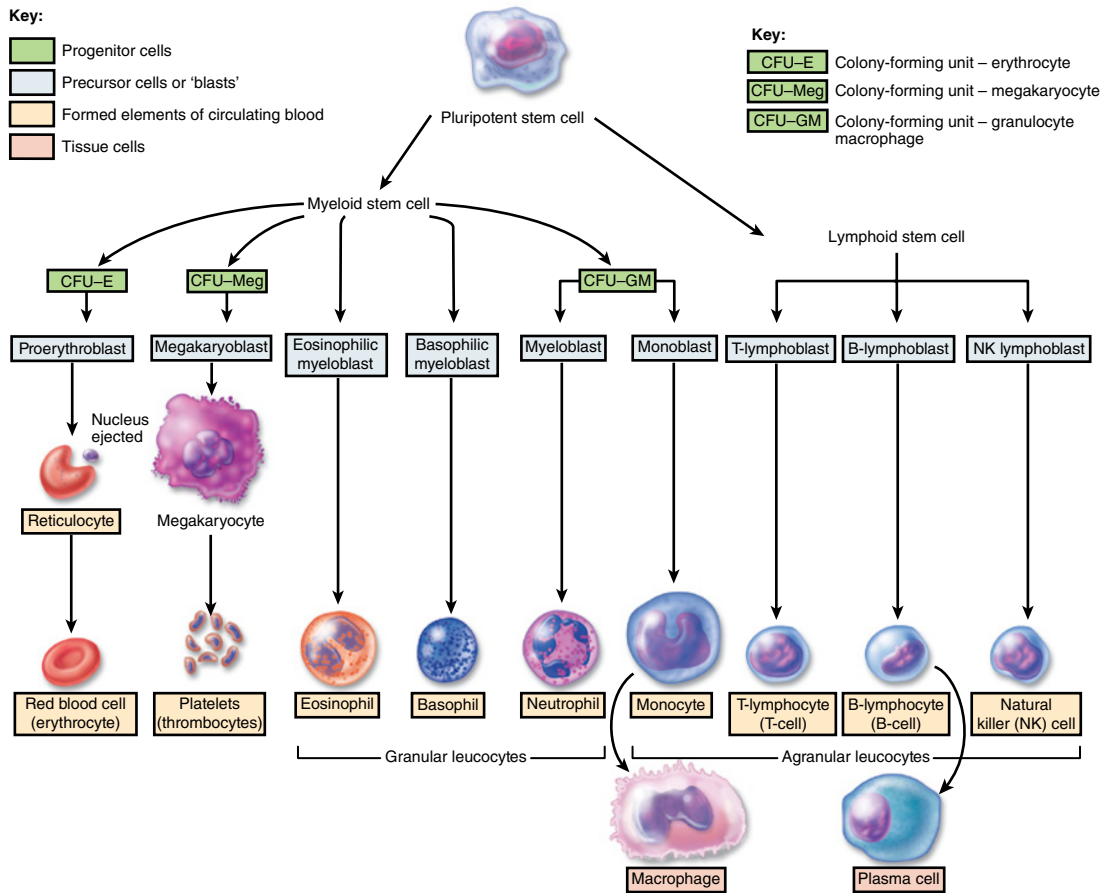 Key:
Progenitor cells
Precursor cells or ‘blasts’
Formed elements of circulating blood
Tissue cells
Key:
CFU–E Colony-forming unit – erythrocyte
CFU–Meg Colony-forming unit – megakaryocyte
CFU–GM Colony-forming unit – granulocyte
macrophage
Pluripotent stem cell
Myeloid stem cell
Lymphoid stem cell
CFU–E
CFU–Meg
CFU–GM
Proerythroblast
Megakaryoblast
Eosinophilic
myeloblast
Basophilic
myeloblast
Myeloblast
Monoblast
T-lymphoblast
B-lymphoblast
NK lymphoblast
Nucleus
ejected
Reticulocyte
Megakaryocyte
Red blood cell
(erythrocyte)
Platelets
(thrombocytes)
Eosinophil
Basophil
Neutrophil
Monocyte
T-lymphocyte
(T-cell)
B-lymphocyte
(B-cell)
Natural
killer (NK) cell
Granular leucocytes
Agranular leucocytes
Macrophage
Plasma cell